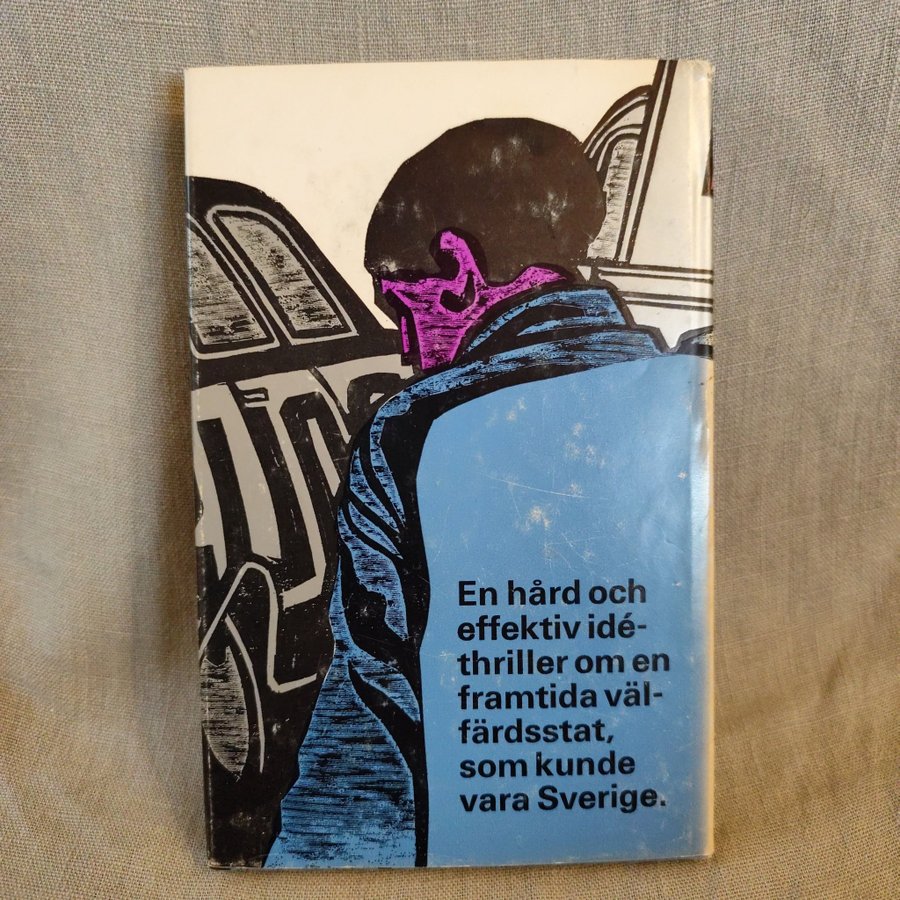 En hård och
effektiv idé-
thriller om en
framtida väl-
färdsstat,
som kunde
vara Sverige.